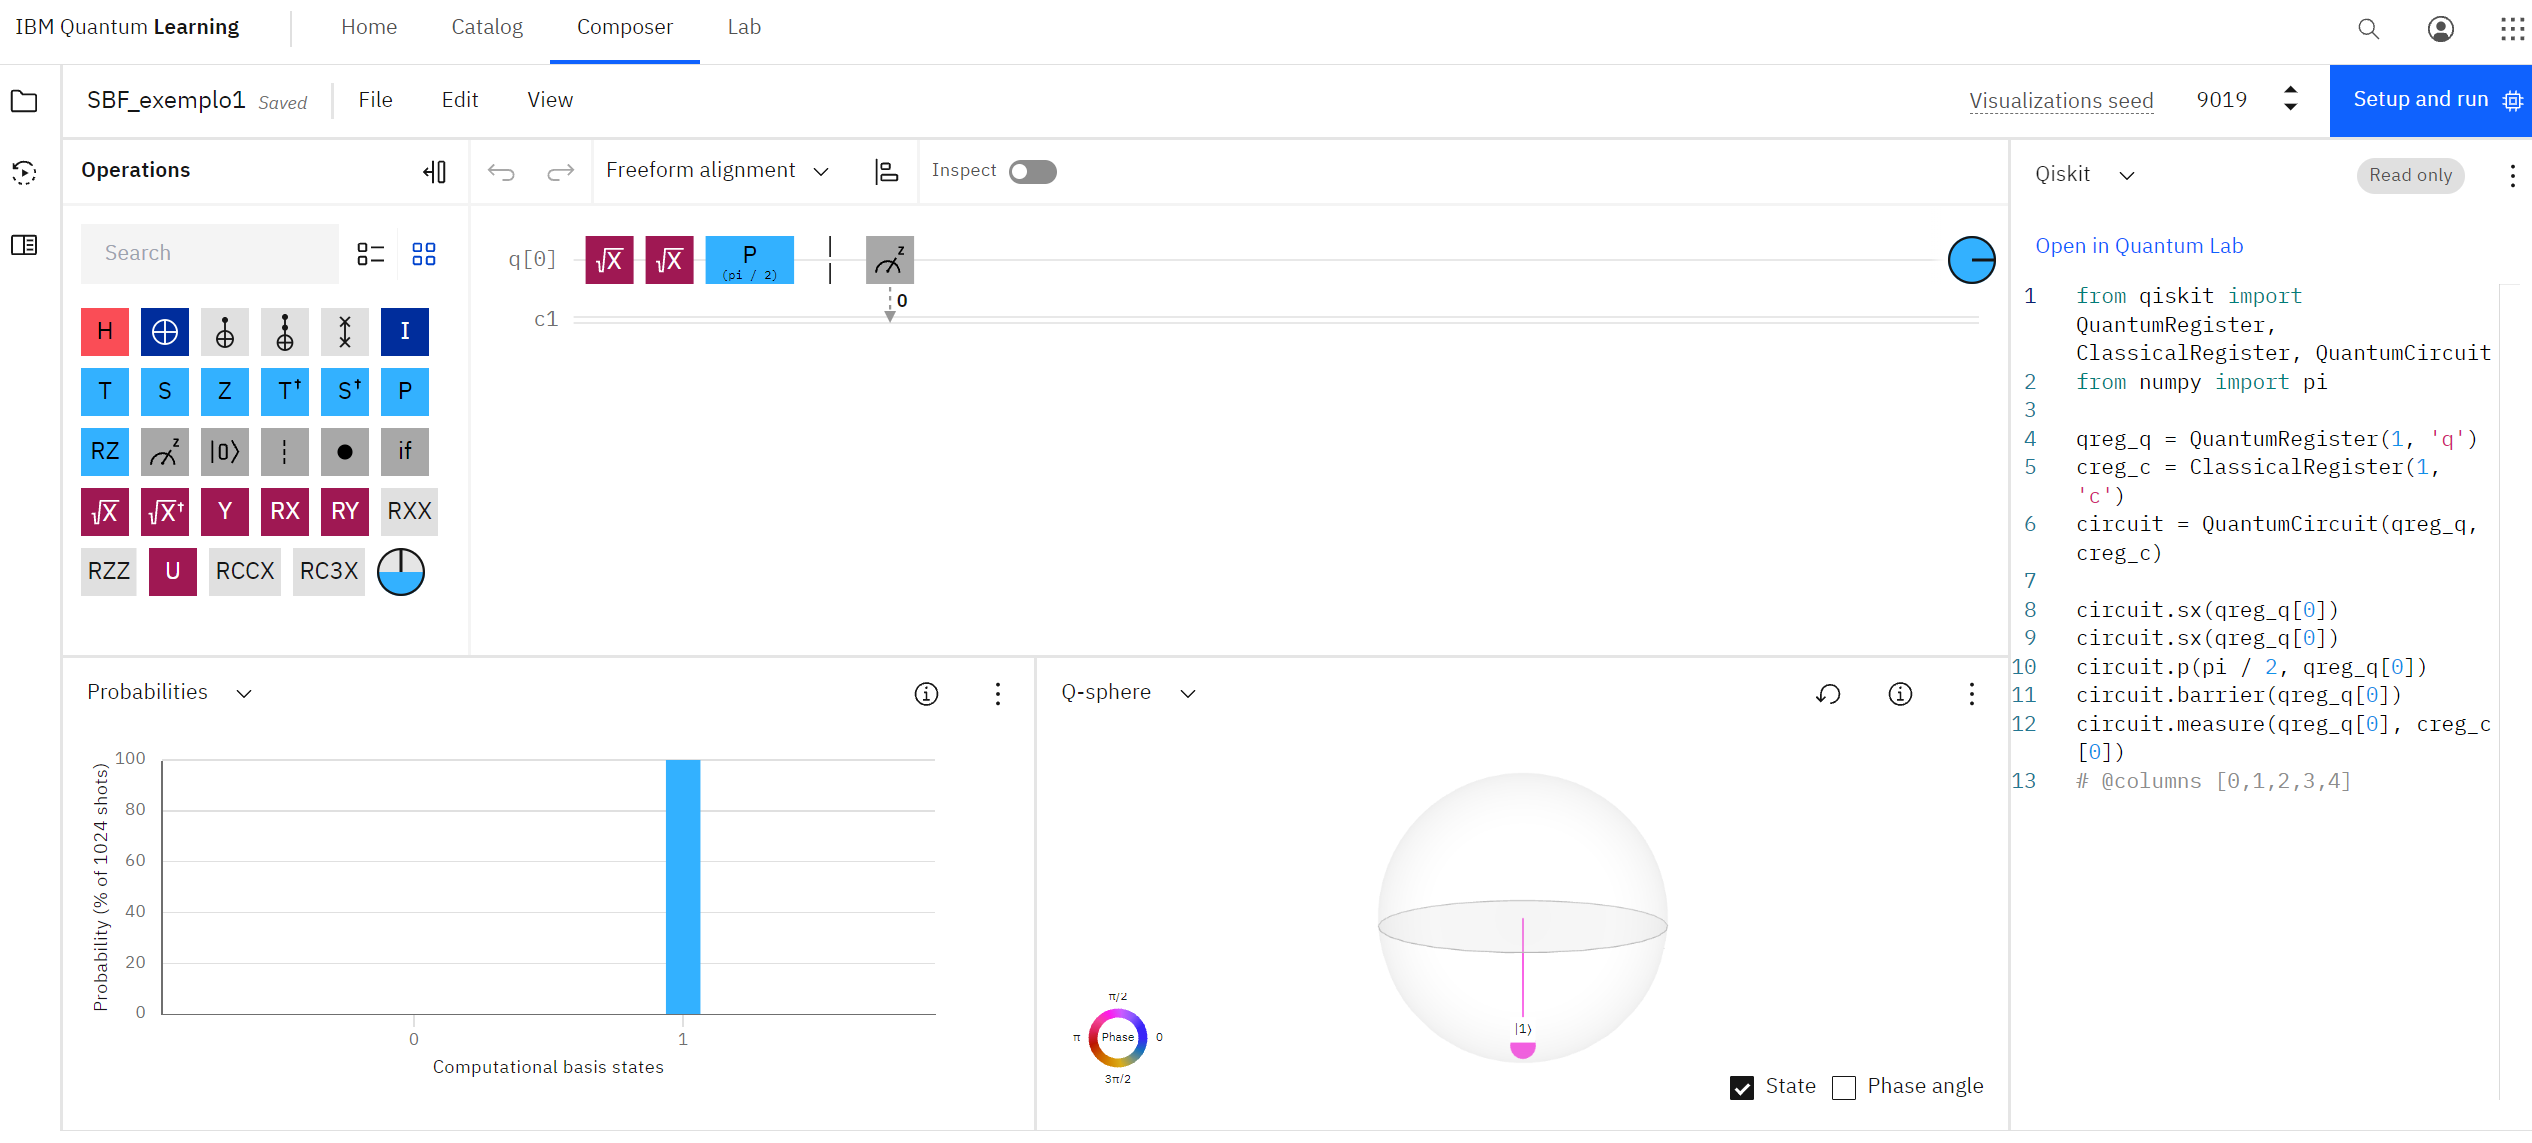 IBM Quantum Learning
Home
Catalog
Composer
Lab
SBF_exemplo1 Saved
File
Edit
View
Visualizations seed
9019
Setup and run
Operations
Freeform alignment
Inspect
Qiskit
Read only
Search
Open in Quantum Lab
q[0]
√X
√X
P
(pi / 2)
z
0
c1
H
I
T
S
Z
T†
S†
P
RZ
z
|0⟩
if
√X
√X†
Y
RX
RY
RXX
RZZ
U
RCCX
RC3X
1 from qiskit import
QuantumRegister,
ClassicalRegister, QuantumCircuit
2 from numpy import pi
3
4 qreg_q = QuantumRegister(1, 'q')
5 creg_c = ClassicalRegister(1,
'c')
6 circuit = QuantumCircuit(qreg_q,
creg_c)
7
8 circuit.sx(qreg_q[0])
9 circuit.sx(qreg_q[0])
10 circuit.p(pi / 2, qreg_q[0])
11 circuit.barrier(qreg_q[0])
12 circuit.measure(qreg_q[0], creg_c
[0])
13 # @columns [0,1,2,3,4]
Probabilities
Probability (% of 1024 shots)
100
80
60
40
20
0
0
1
Computational basis states
Q-sphere
|1⟩
π/2
π
Phase
0
3π/2
State
Phase angle